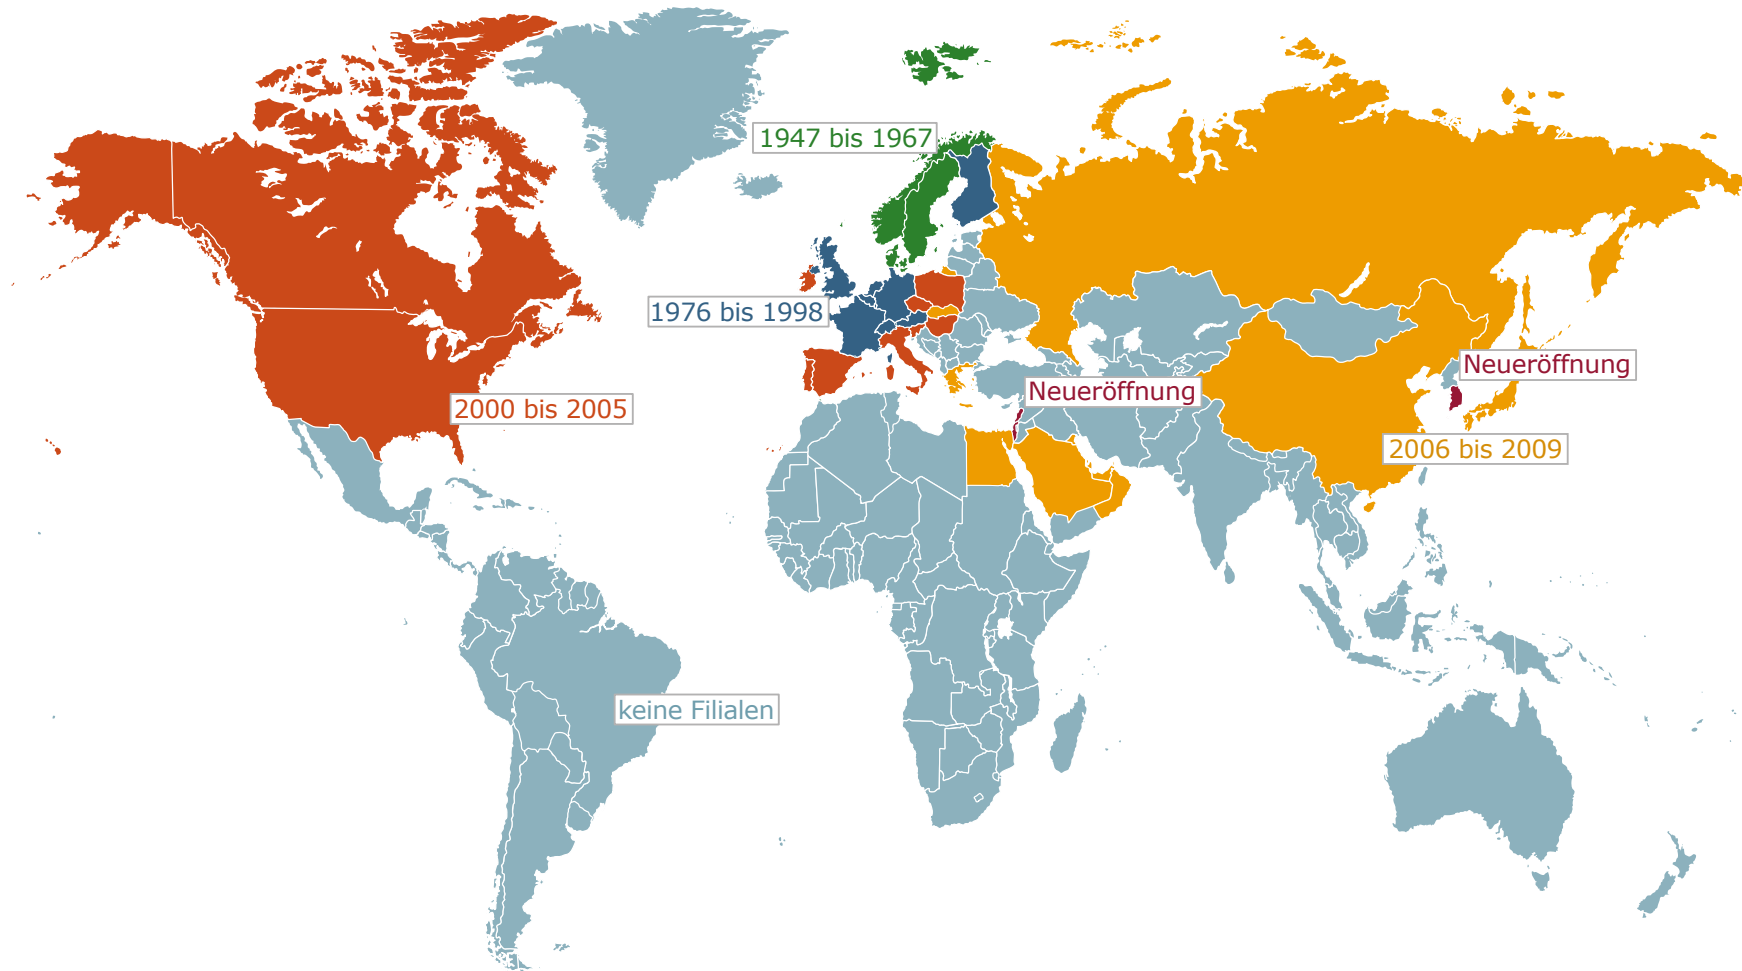 1947 bis 1967
1976 bis 1998
Neueröffnung
Neueröffnung
2000 bis 2005
2006 bis 2009
keine Filialen